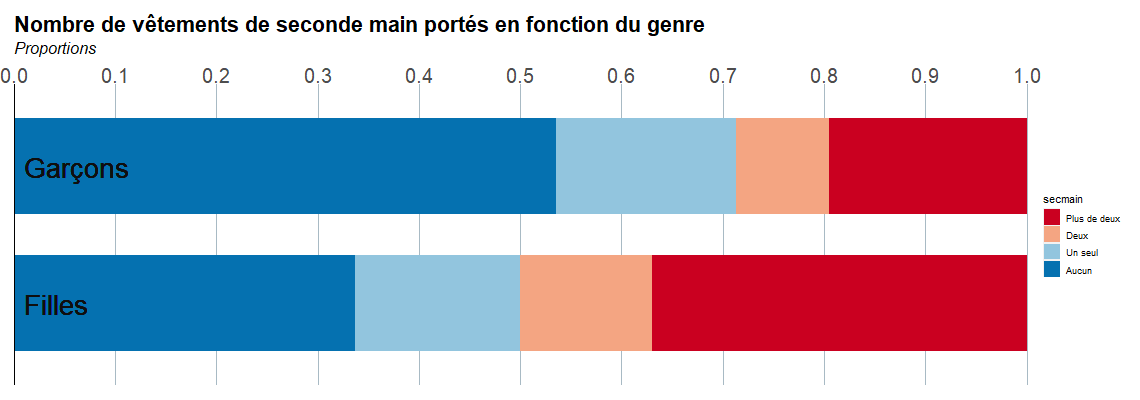 Nombre de vêtements de seconde main portés en fonction du genre
Proportions
0.0 0.1 0.2 0.3 0.4 0.5 0.6 0.7 0.8 0.9 1.0
Garçons
Filles
secmain
Plus de deux
Deux
Un seul
Aucun